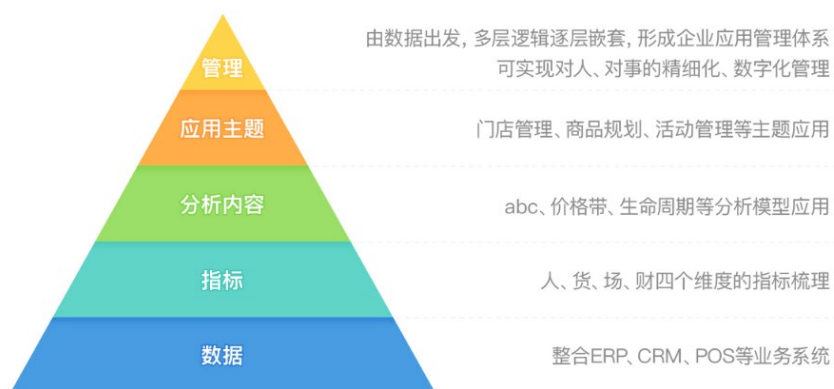 由数据出发，多层逻辑逐层嵌套，形成企业应用管理体系
管理
可实现对人、对事的精细化、数字化管理
应用主题
门店管理、商品规划、活动管理等主题应用
分析内容
abc、价格带、生命周期等分析模型应用
指标
人、货、场、财四个维度的指标梳理
数据
整合ERP、CRM、POS等业务系统